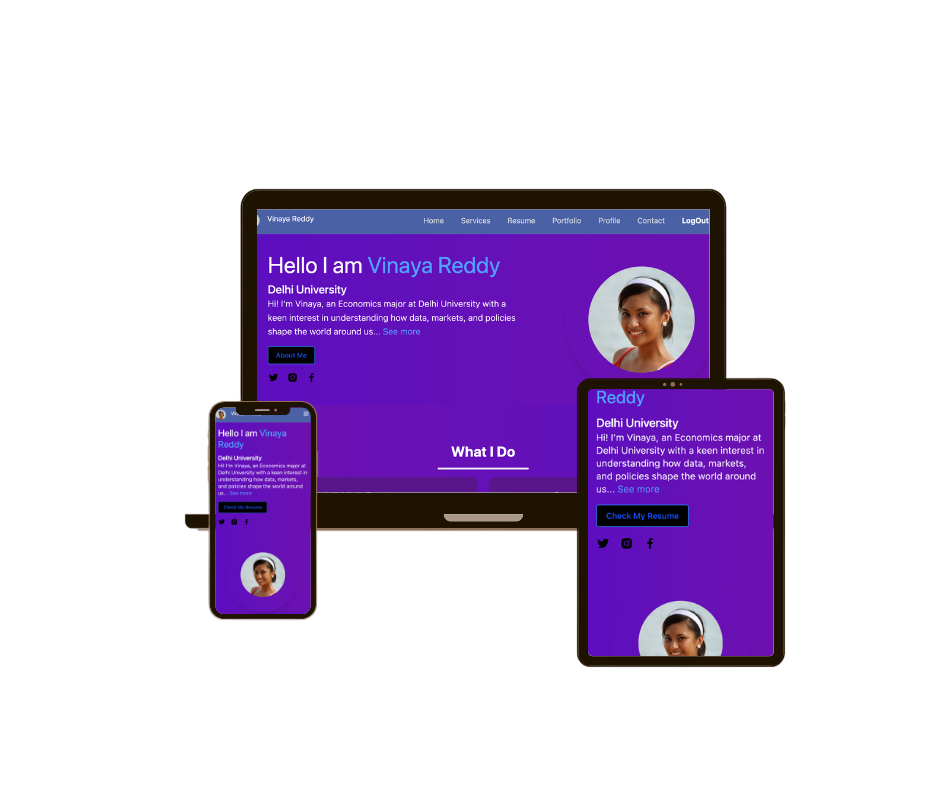 Vinaya Reddy
Home Services Resume Portfolio Profile Contact LogOut
Hello I am Vinaya Reddy
Delhi University
Hi! I'm Vinaya, an Economics major at Delhi University with a
keen interest in understanding how data, markets, and policies
shape the world around us... See more
About Me
What I Do
Hello I am Vinaya
Reddy
Delhi University
Hi! I'm Vinaya, an Economics major at
Delhi University with a keen interest in
understanding how data, markets,
and policies shape the world around
us... See more
Check My Resume
Reddy
Delhi University
Hi! I'm Vinaya, an Economics major at
Delhi University with a keen interest in
understanding how data, markets,
and policies shape the world around
us... See more
Check My Resume